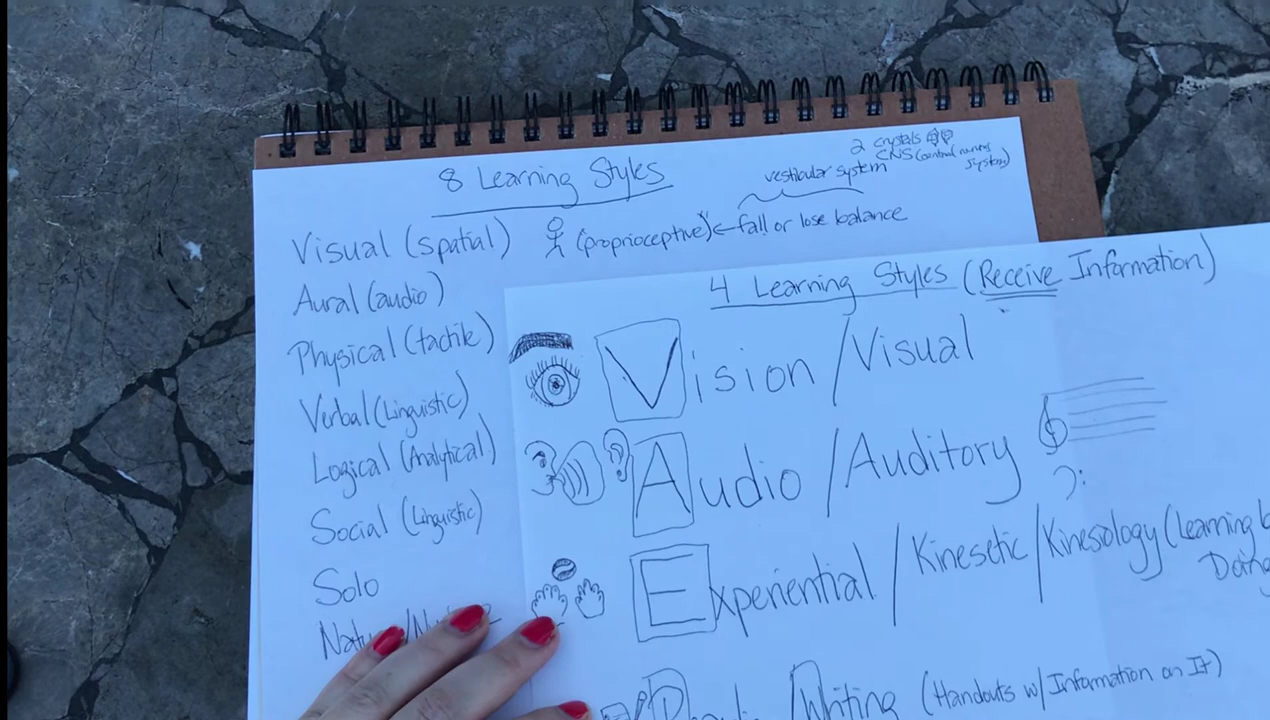 8 Learning Styles
2 crystals
CNS (central nervous
system)
vestibular system
Visual (spatial) (proprioceptive) ← fall or lose balance
Aural (audio)
Physical (tactile)
Verbal (Linguistic)
Logical (Analytical)
Social (Linguistic)
Solo
4 Learning Styles (Receive Information)
Vision / Visual
Audio / Auditory
Experiential / Kinesetic / Kinesiology (Learning
Doing
Writing (Handouts w/ Information on It)